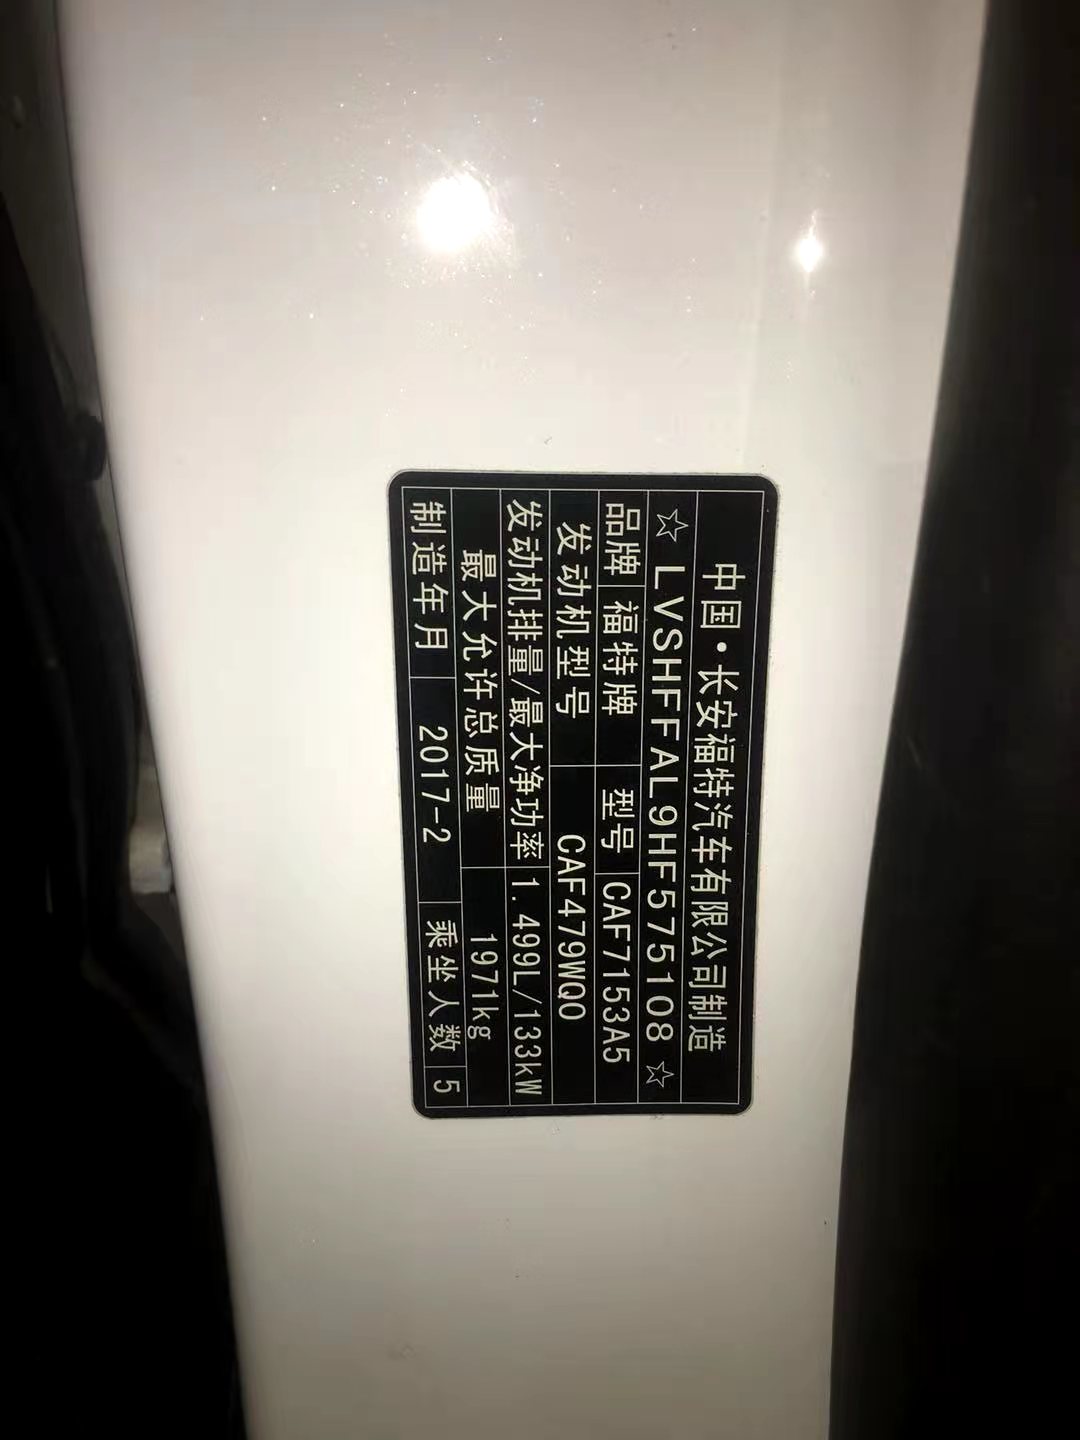 中国·长安福特汽车有限公司制造
☆LVSHFFAL9HF575108☆
品牌 福特牌 型号 CAF7153A5
发动机型号 CAF479WQ0
发动机排量/最大净功率 1.499L/133kW
最大允许总质量 1971kg
制造年月 2017-2 乘坐人数 5